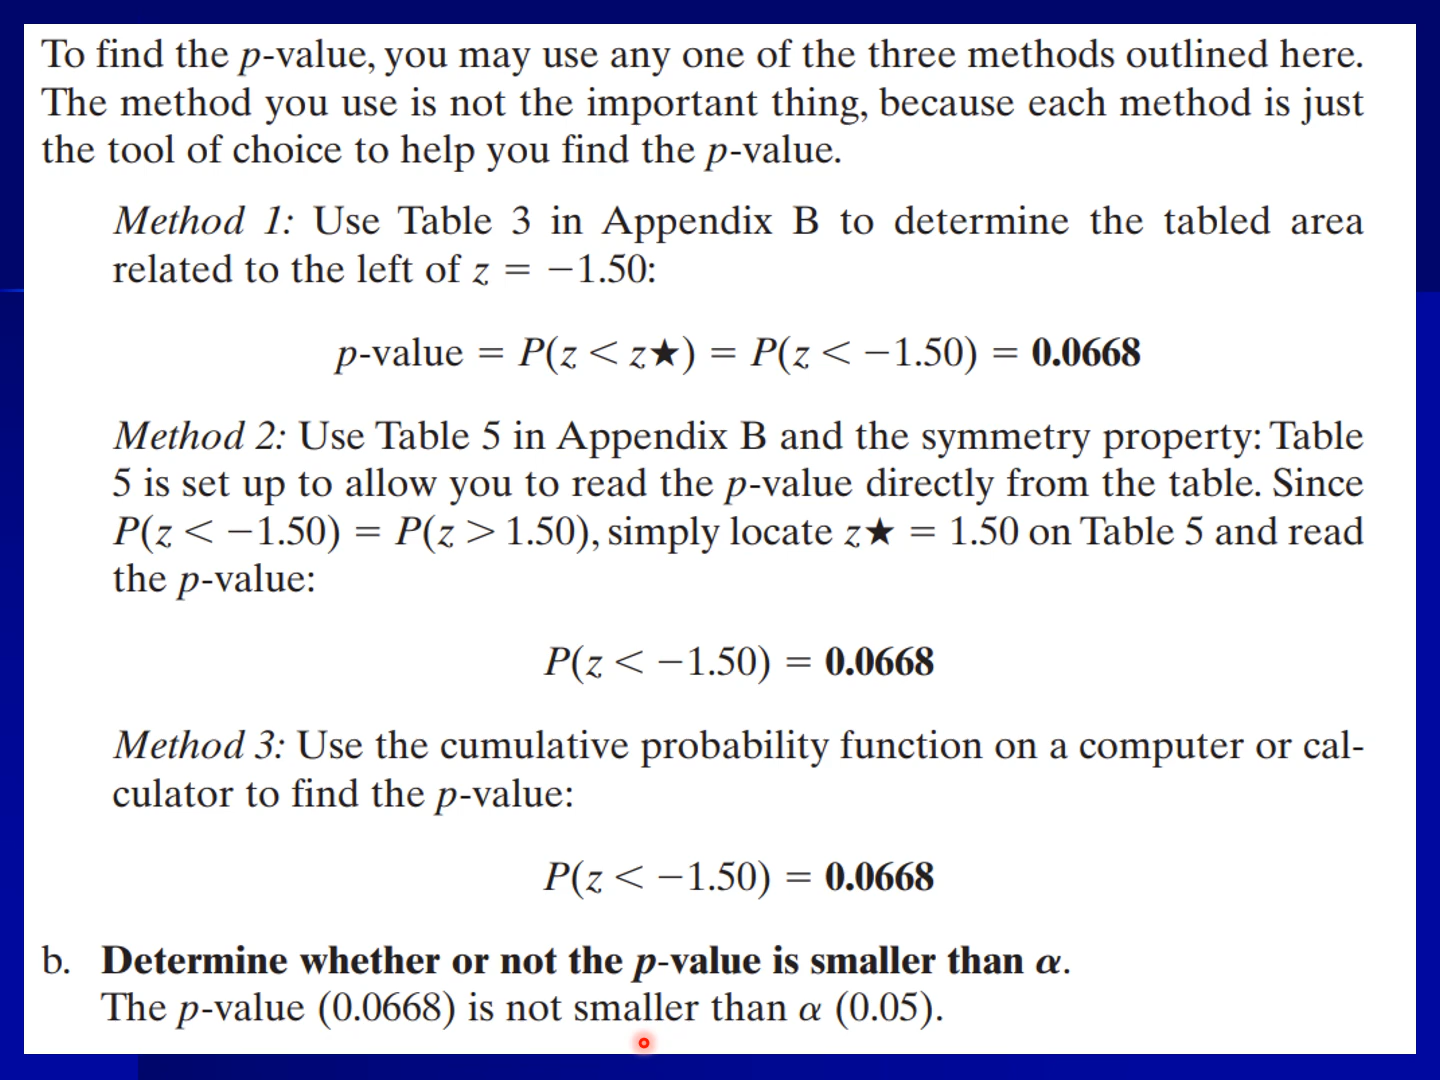 To find the p-value, you may use any one of the three methods outlined here.
The method you use is not the important thing, because each method is just
the tool of choice to help you find the p-value.
Method 1: Use Table 3 in Appendix B to determine the tabled area
related to the left of z = −1.50:
p-value = P(z < z★) = P(z < −1.50) = 0.0668
Method 2: Use Table 5 in Appendix B and the symmetry property: Table
5 is set up to allow you to read the p-value directly from the table. Since
P(z < −1.50) = P(z > 1.50), simply locate z★ = 1.50 on Table 5 and read
the p-value:
P(z < −1.50) = 0.0668
Method 3: Use the cumulative probability function on a computer or cal-
culator to find the p-value:
P(z < −1.50) = 0.0668
b. Determine whether or not the p-value is smaller than α.
The p-value (0.0668) is not smaller than α (0.05).